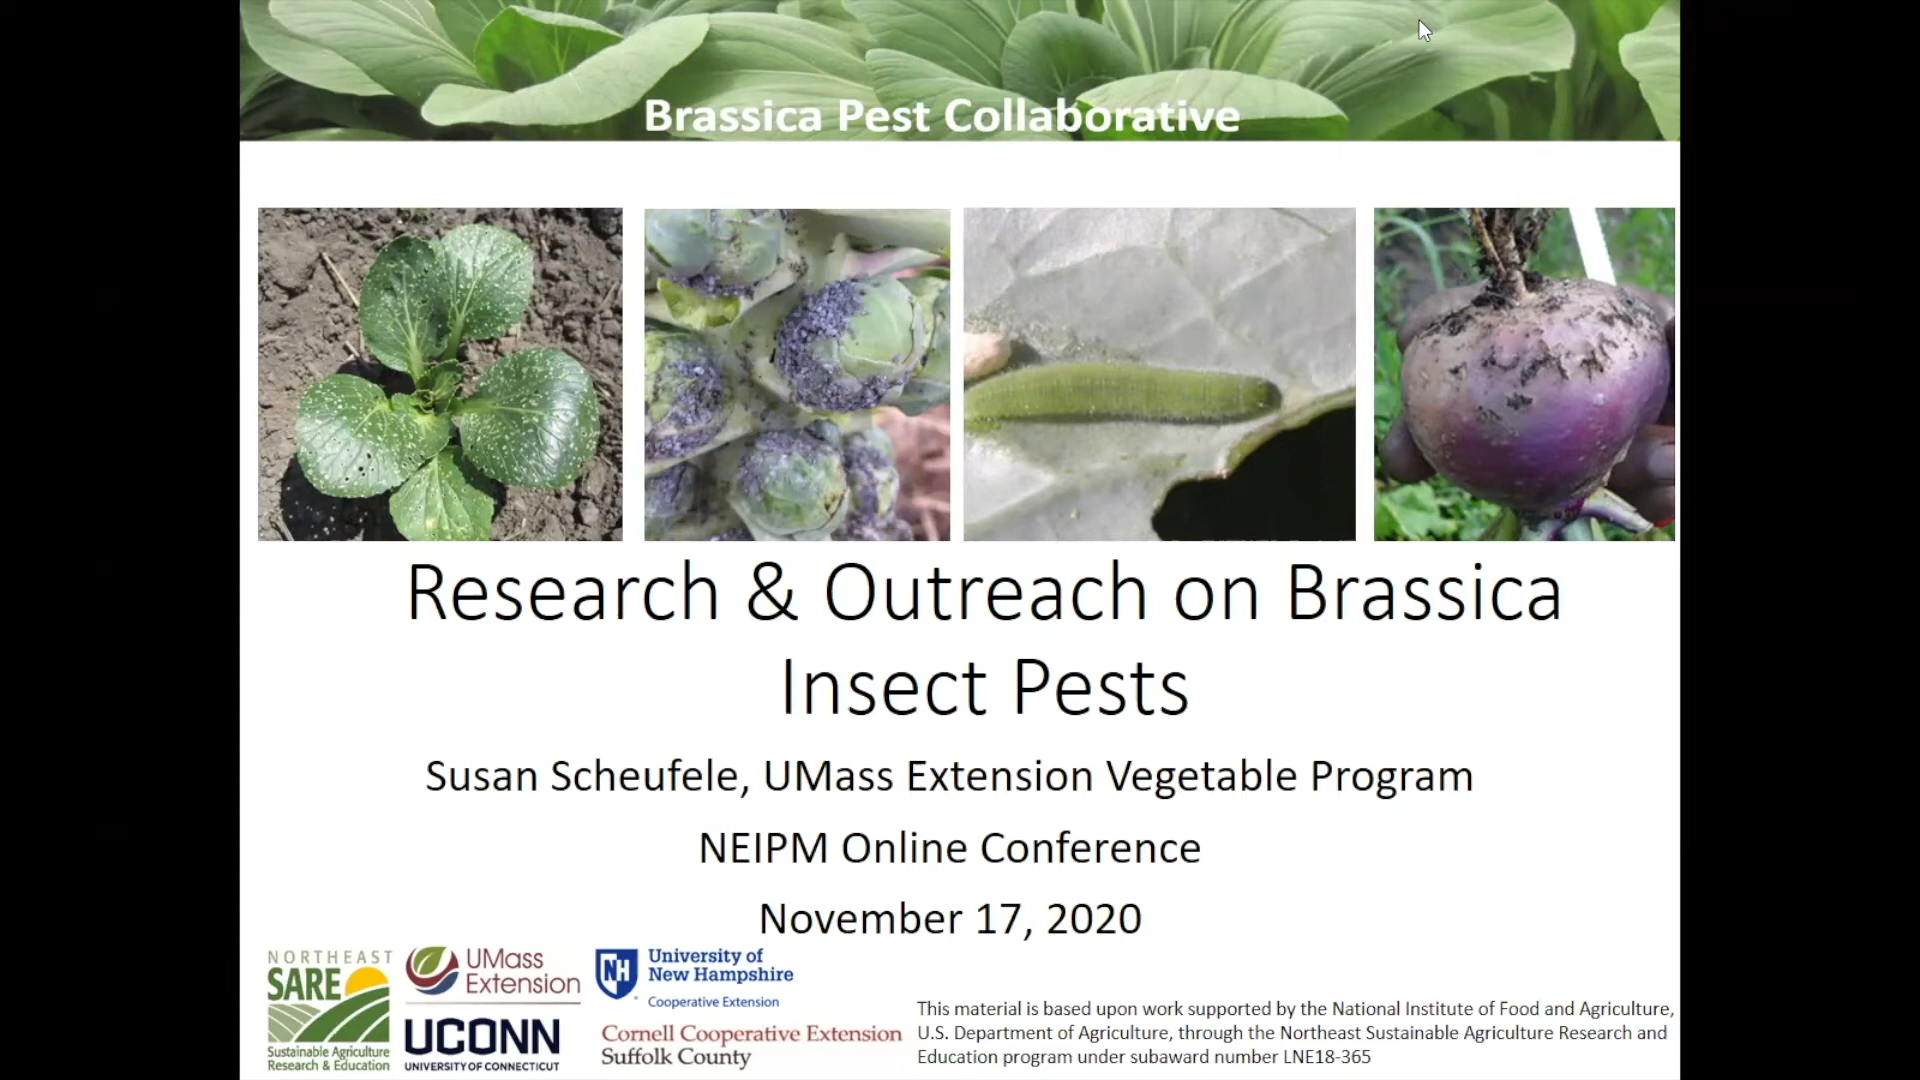 Brassica Pest Collaborative
Research & Outreach on Brassica
Insect Pests
Susan Scheufele, UMass Extension Vegetable Program
NEIPM Online Conference
November 17, 2020
NORTHEAST
SARE
Sustainable Agriculture
Research & Education
UMass
Extension
UCONN
UNIVERSITY OF CONNECTICUT
NH
University of
New Hampshire
Cooperative Extension
Cornell Cooperative Extension
Suffolk County
This material is based upon work supported by the National Institute of Food and Agriculture,
U.S. Department of Agriculture, through the Northeast Sustainable Agriculture Research and
Education program under subaward number LNE18-365